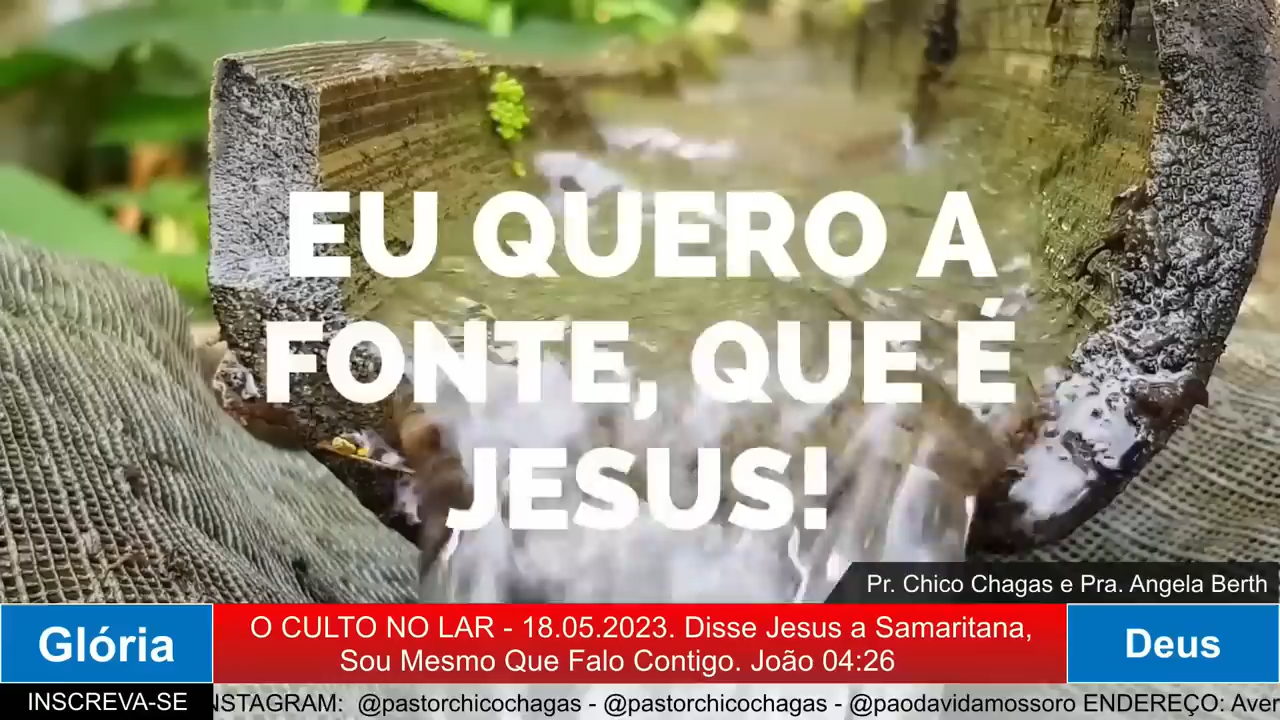 EU QUERO A
FONTE, QUE É
JESUS!
Pr. Chico Chagas e Pra. Angela Berth
Glória
O CULTO NO LAR - 18.05.2023. Disse Jesus a Samaritana,
Sou Mesmo Que Falo Contigo. João 04:26
Deus
INSCREVA-SE
NSTAGRAM: @pastorchicochagas - @pastorchicochagas - @paodavidamossoro ENDEREÇO: Aver